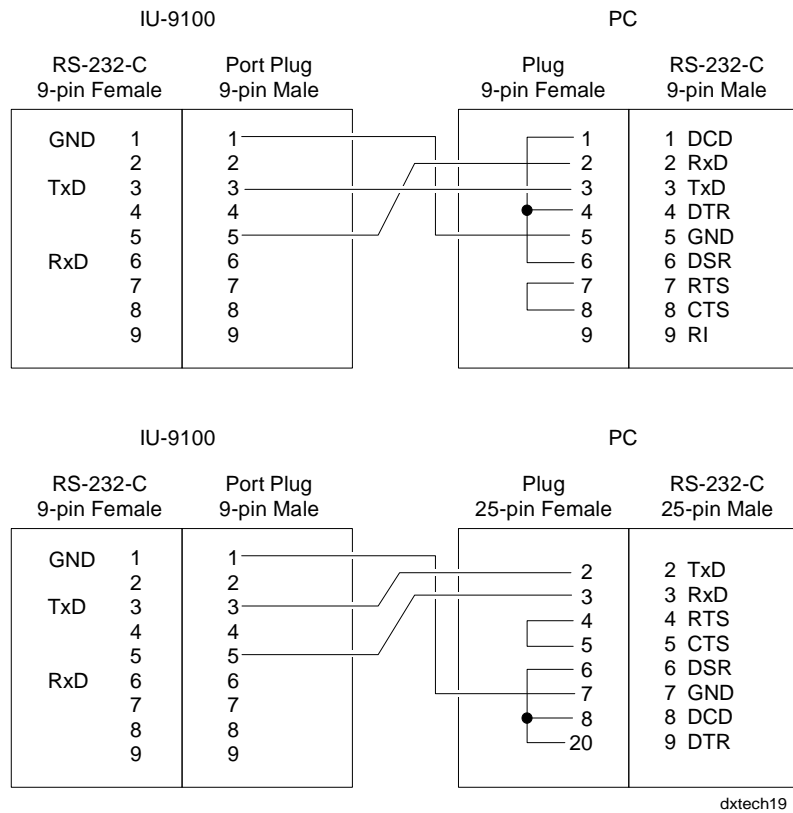 IU-9100 PC
RS-232-C Port Plug Plug RS-232-C
9-pin Female 9-pin Male 9-pin Female 9-pin Male
GND 1 1 1 1 DCD
2 2 2 2 RxD
TxD 3 3 3 3 TxD
4 4 4 4 DTR
5 5 5 5 GND
RxD 6 6 6 6 DSR
7 7 7 7 RTS
8 8 8 8 CTS
9 9 9 9 RI
IU-9100 PC
RS-232-C Port Plug Plug RS-232-C
9-pin Female 9-pin Male 25-pin Female 25-pin Male
GND 1 1
2 2 2 2 TxD
TxD 3 3 3 3 RxD
4 4 4 4 RTS
5 5 5 5 CTS
RxD 6 6 6 6 DSR
7 7 7 7 GND
8 8 8 8 DCD
9 9 20 9 DTR
dxtech19